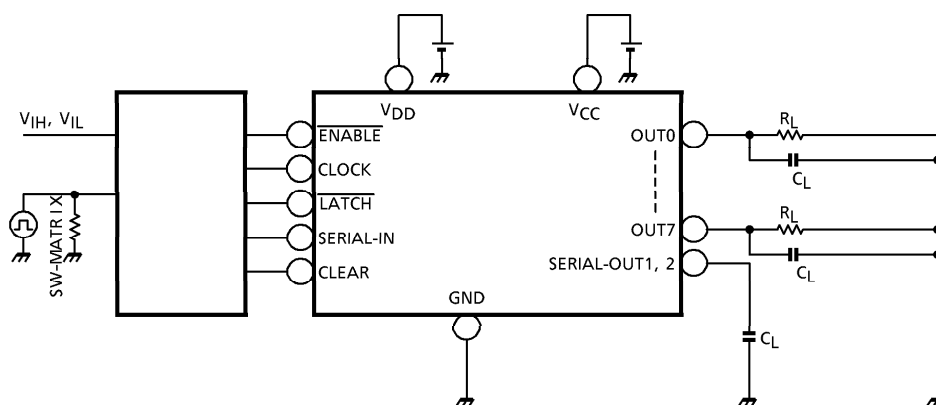 VDD
VCC
VIH, VIL
SW-MATRIX
ENABLE
CLOCK
LATCH
SERIAL-IN
CLEAR
GND
OUT0
OUT7
SERIAL-OUT1, 2
RL
CL
RL
CL
CL